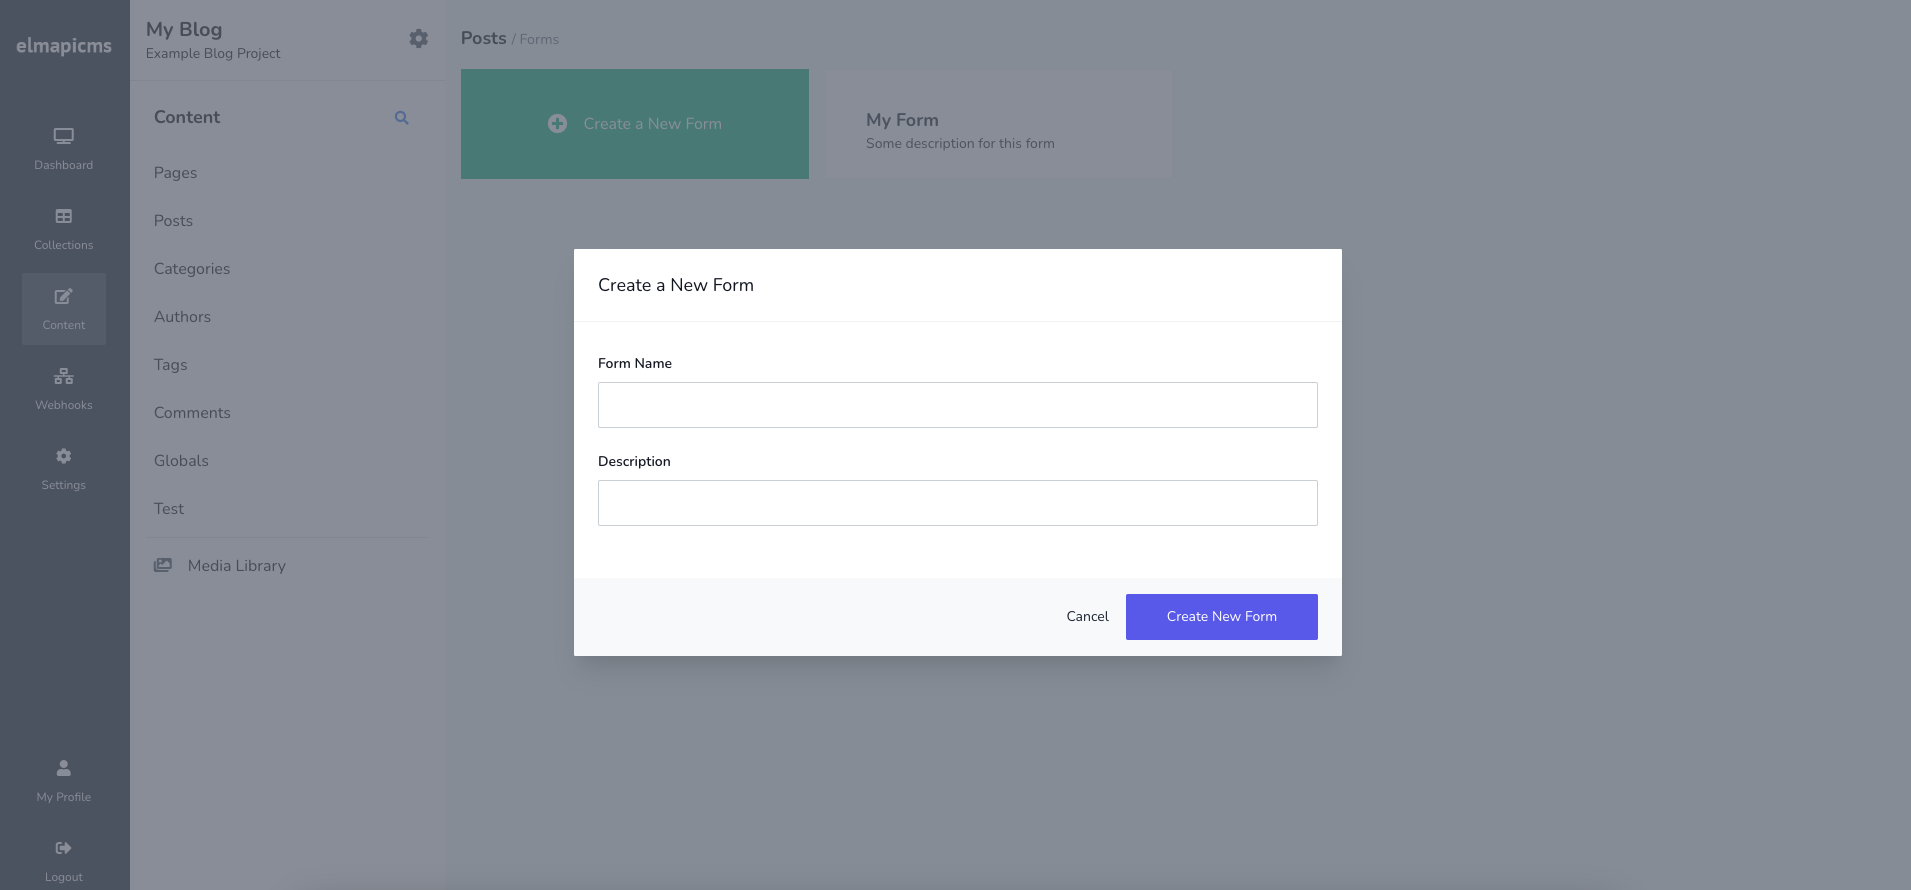 elmapicms
Dashboard
Collections
Content
Webhooks
Settings
My Profile
Logout
My Blog
Example Blog Project
Content
Pages
Posts
Categories
Authors
Tags
Comments
Globals
Test
Media Library
Posts / Forms
Create a New Form
My Form
Some description for this form
Create a New Form
Form Name
Description
Cancel
Create New Form